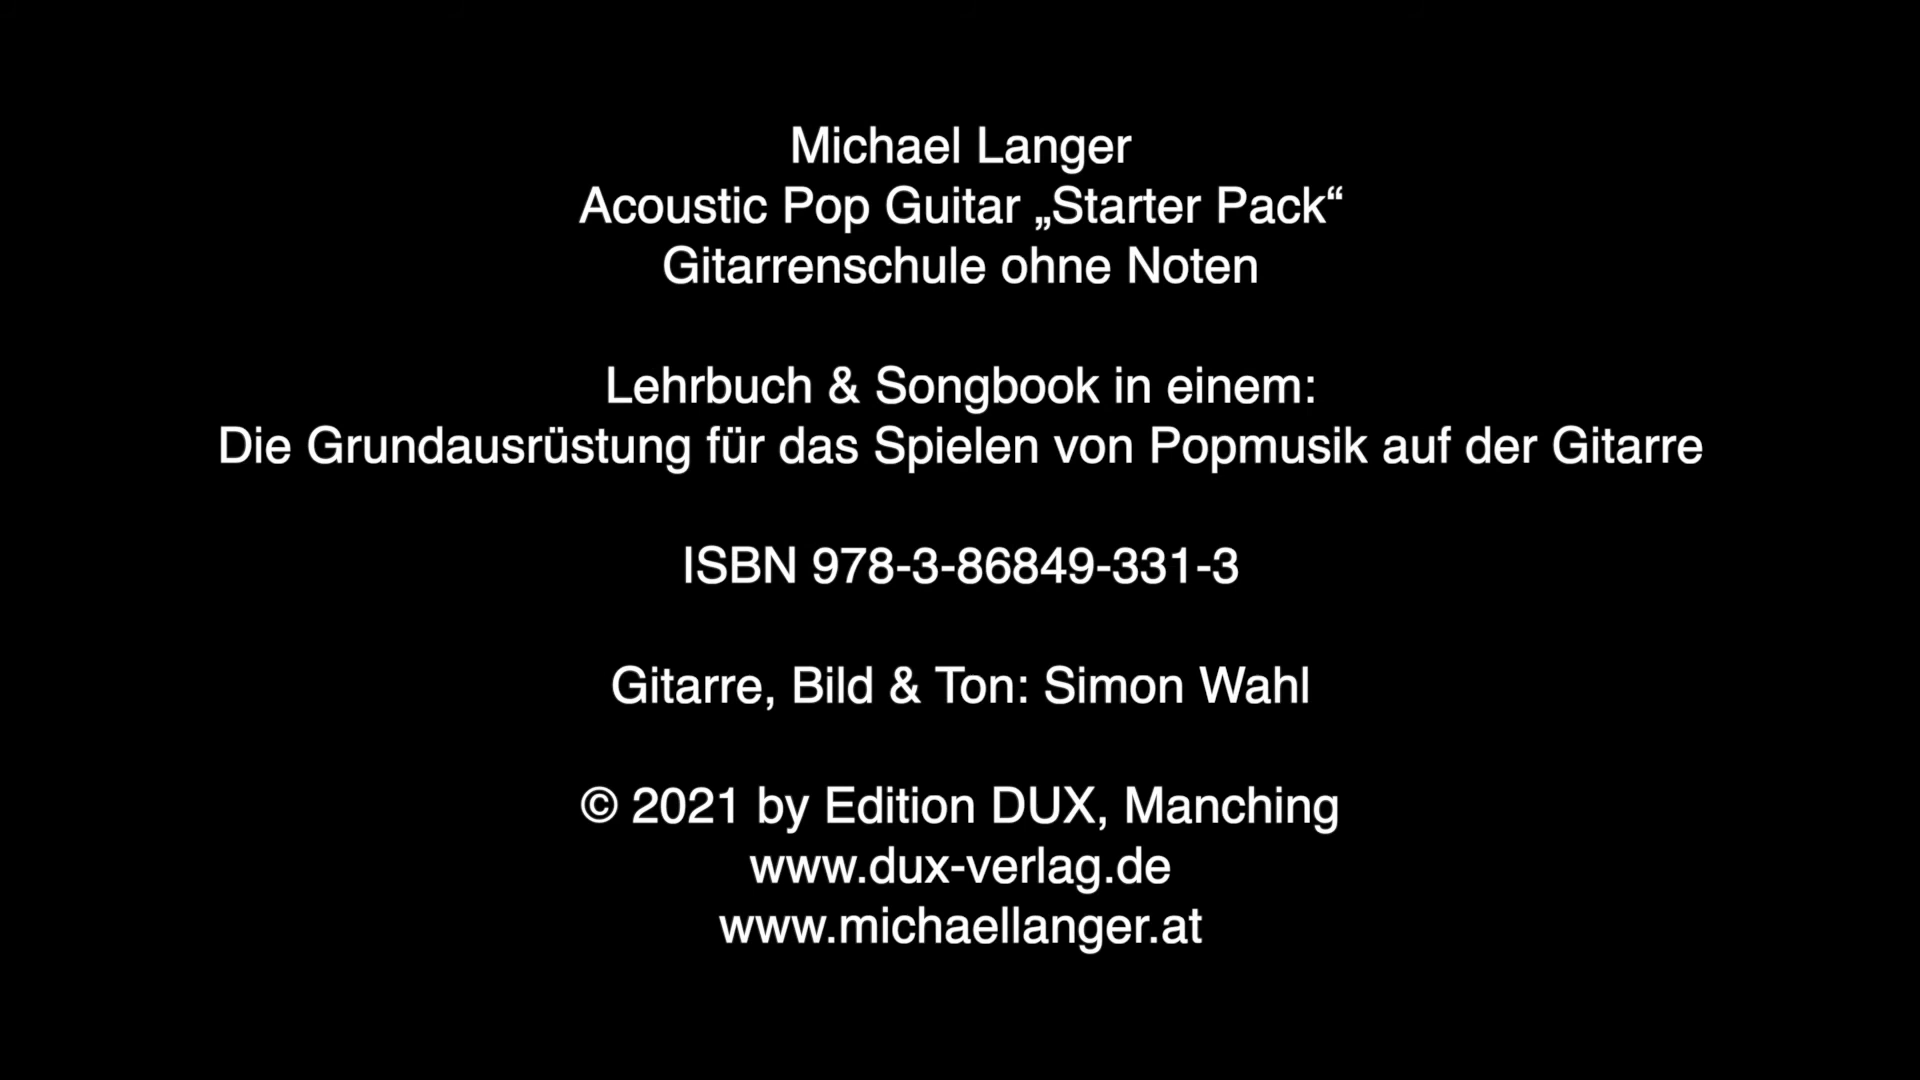 Michael Langer
Acoustic Pop Guitar „Starter Pack“
Gitarrenschule ohne Noten
Lehrbuch & Songbook in einem:
Die Grundausrüstung für das Spielen von Popmusik auf der Gitarre
ISBN 978-3-86849-331-3
Gitarre, Bild & Ton: Simon Wahl
© 2021 by Edition DUX, Manching
www.dux-verlag.de
www.michaellanger.at